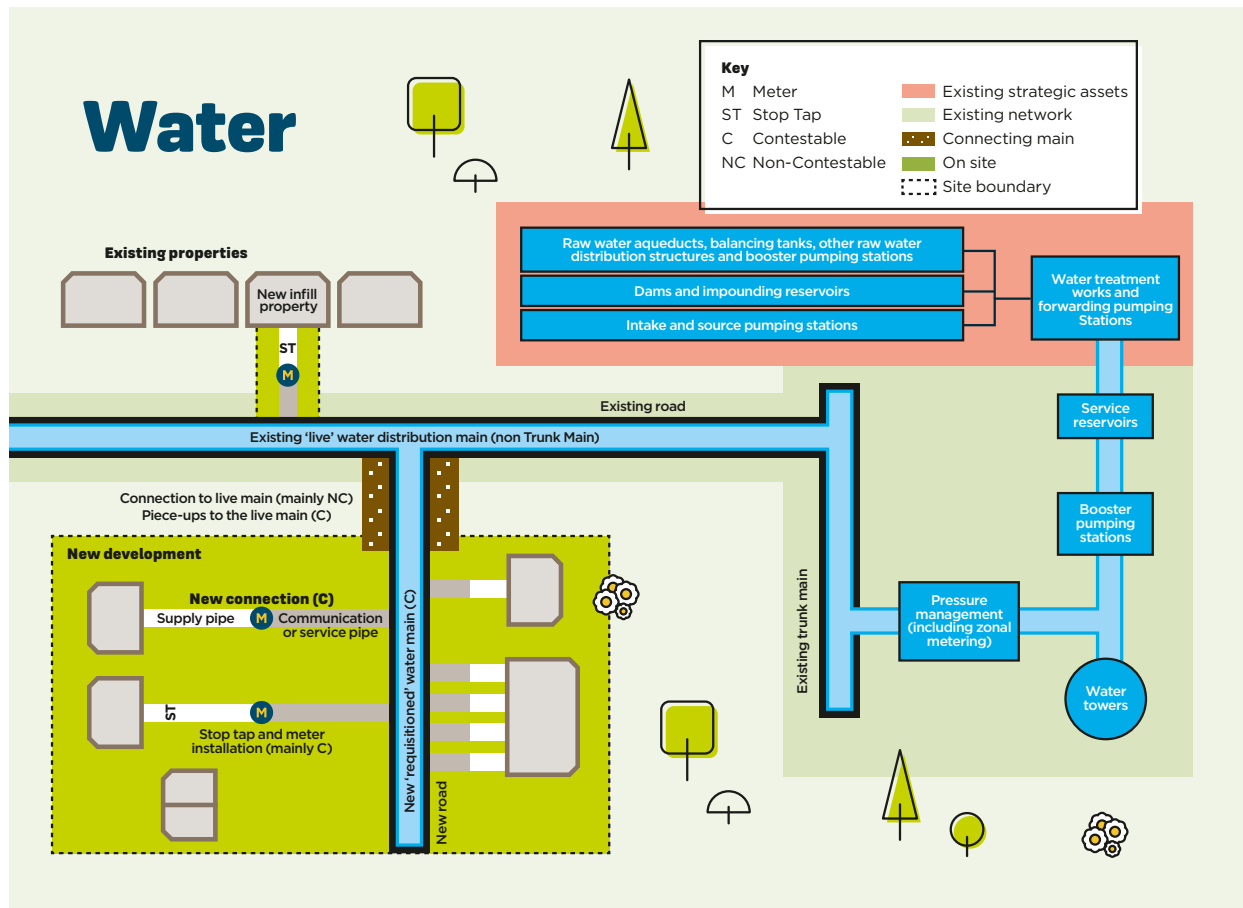 Water
Key
M Meter
ST Stop Tap
C Contestable
NC Non-Contestable
Existing strategic assets
Existing network
Connecting main
On site
Site boundary
Existing properties
New infill
property
ST
M
Raw water aqueducts, balancing tanks, other raw water
distribution structures and booster pumping stations
Dams and impounding reservoirs
Intake and source pumping stations
Water treatment
works and
forwarding pumping
Stations
Service
reservoirs
Booster
pumping
stations
Pressure
management
(including zonal
metering)
Water
towers
Existing road
Existing ‘live’ water distribution main (non Trunk Main)
Existing trunk main
Connection to live main (mainly NC)
Piece-ups to the live main (C)
New development
New connection (C)
Supply pipe
M
Communication
or service pipe
ST
M
Stop tap and meter
installation (mainly C)
New ‘requisitioned’ water main (C)
New road